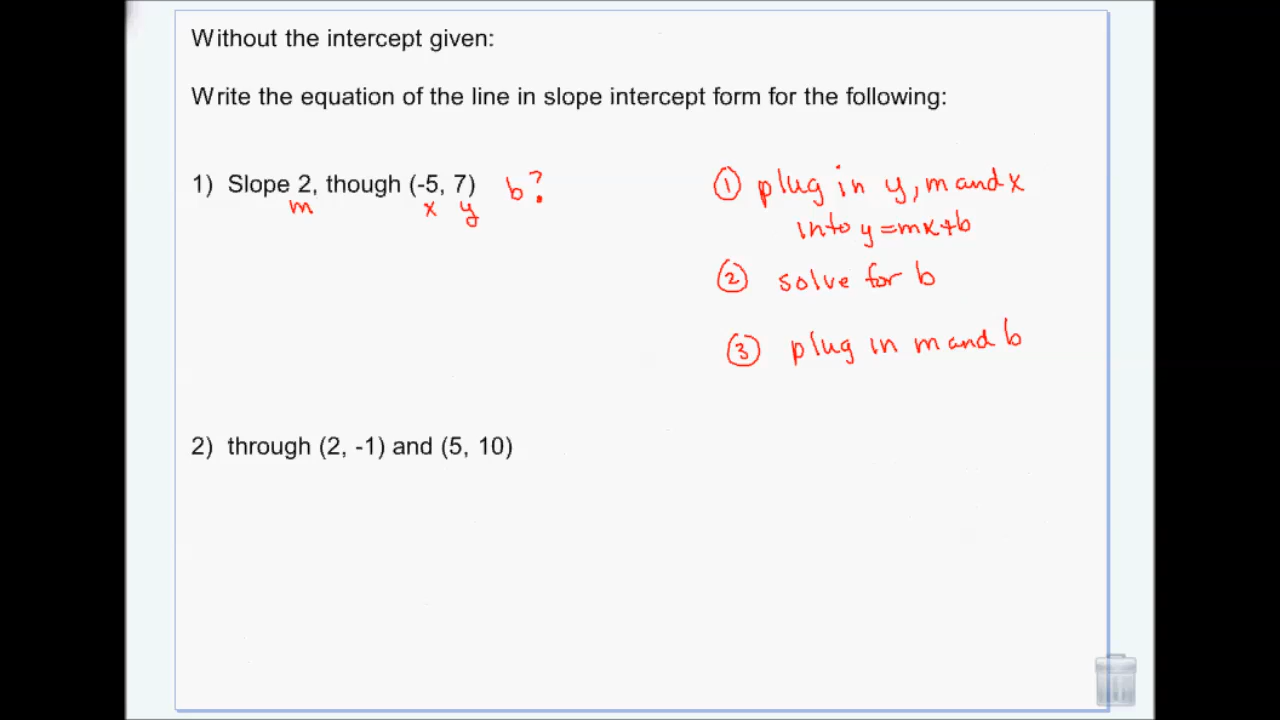 Without the intercept given:
Write the equation of the line in slope intercept form for the following:
1) Slope 2, though (-5, 7) b?
m x y
① plug in y, m and x
into y = mx+b
② solve for b
③ plug in m and b
2) through (2, -1) and (5, 10)